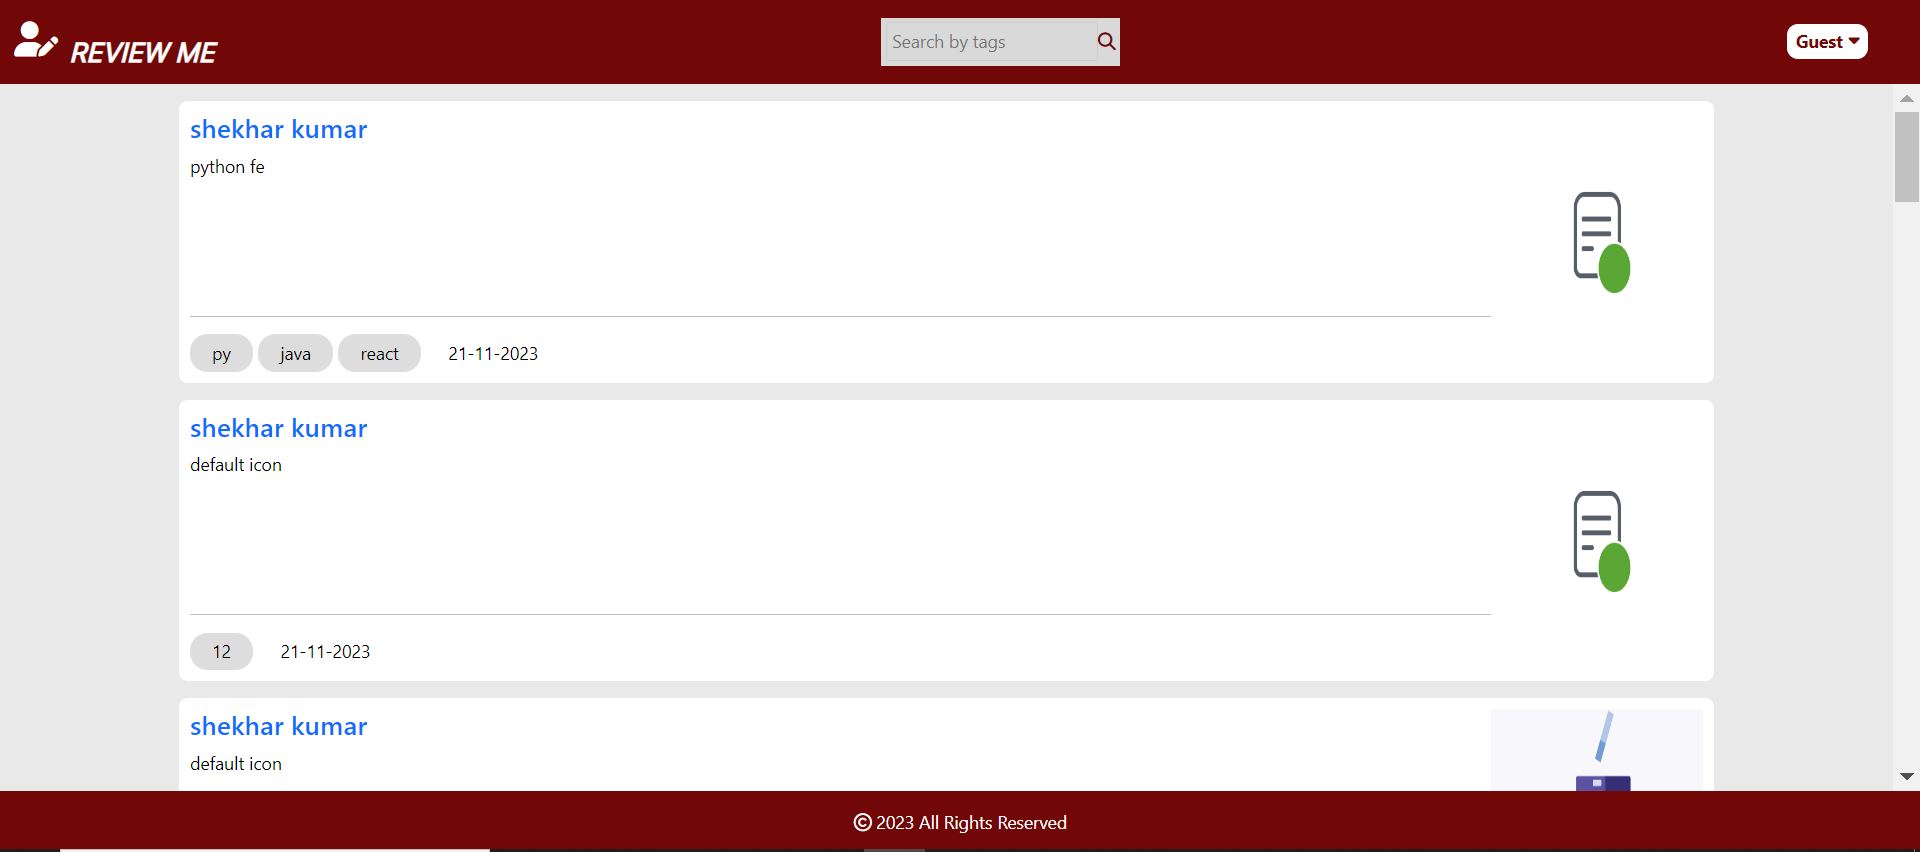 REVIEW ME
Search by tags
Guest
shekhar kumar
python fe
py java react 21-11-2023
shekhar kumar
default icon
12 21-11-2023
shekhar kumar
default icon
© 2023 All Rights Reserved